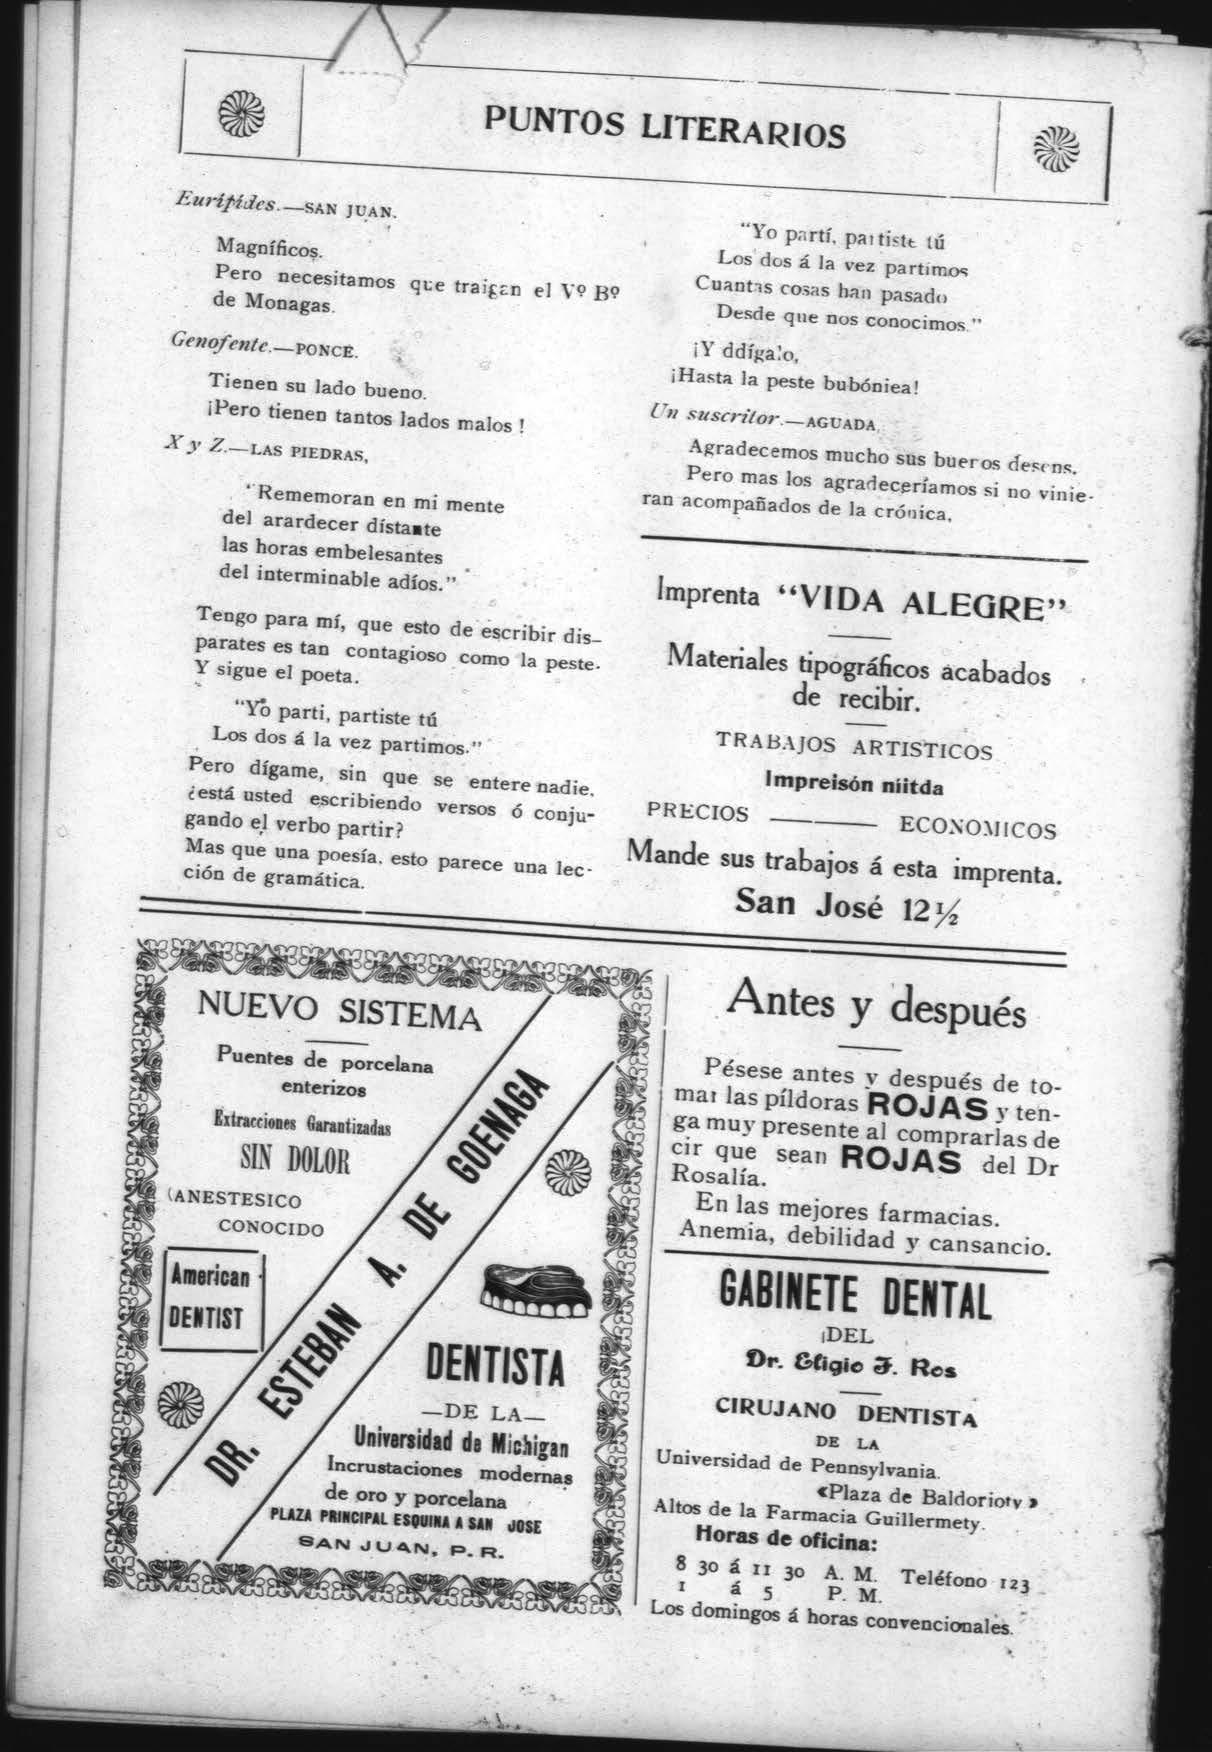 PUNTOS LITERARIOS
Eurípides.—SAN JUAN.
Magníficos.
Pero necesitamos que traigan el Vº Bº
de Monagas.
Genofente.—PONCE.
Tienen su lado bueno.
¡Pero tienen tantos lados malos !
X y Z.—LAS PIEDRAS,
"Rememoran en mi mente
del arardecer dístante
las horas embelesantes
del interminable adíos."
Tengo para mí, que esto de escribir dis-
parates es tan contagioso como la peste.
Y sigue el poeta.
"Yo parti, partiste tú
Los dos á la vez partimos."
Pero dígame, sin que se entere nadie,
¿está usted escribiendo versos ó conju-
gando el verbo partir?
Mas que una poesía, esto parece una lec-
ción de gramática.
"Yo partí, partiste tú
Los dos á la vez partimos
Cuantas cosas han pasado
Desde que nos conocimos."
¡Y ddígalo,
¡Hasta la peste bubóniea!
Un suscritor.—AGUADA,
Agradecemos mucho sus bueros desens.
Pero mas los agradeceríamos si no vinie-
ran acompañados de la crónica,
Imprenta "VIDA ALEGRE"
Materiales tipográficos acabados
de recibir.
TRABAJOS ARTISTICOS
Impreisón niitda
PRECIOS ——— ECONOMICOS
Mande sus trabajos á esta imprenta.
San José 12½
NUEVO SISTEMA
Puentes de porcelana
enterizos
Extracciones Garantizadas
SIN DOLOR
(ANESTESICO
CONOCIDO
American
DENTIST
DR. ESTEBAN A. DE GOENAGA
DENTISTA
—DE LA—
Universidad de Michigan
Incrustaciones modernas
de oro y porcelana
PLAZA PRINCIPAL ESQUINA A SAN JOSE
SAN JUAN, P. R.
Antes y después
Pésese antes y después de to-
mar las píldoras ROJAS y ten-
ga muy presente al comprarlas de
cir que sean ROJAS del Dr
Rosalía.
En las mejores farmacias.
Anemia, debilidad y cansancio.
GABINETE DENTAL
DEL
Dr. Eligio F. Ros
CIRUJANO DENTISTA
DE LA
Universidad de Pennsylvania.
«Plaza de Baldorioty»
Altos de la Farmacia Guillermety.
Horas de oficina:
8 30 á 11 30 A. M. Teléfono 123
1 á 5 P. M.
Los domingos á horas convencionales.